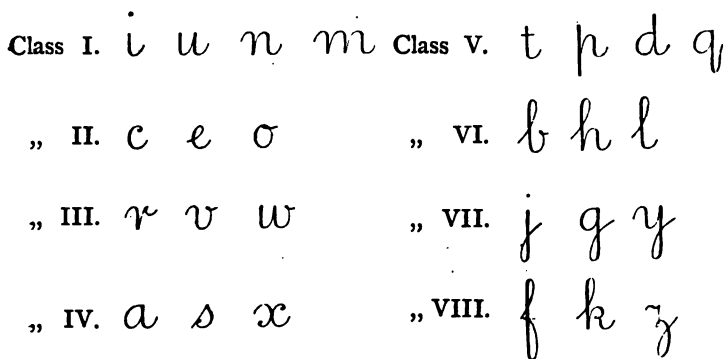 Class I. i u n m Class V. t p d q
„ II. c e o „ VI. b h l
„ III. r v w „ VII. j g y
„ IV. a s x „ VIII. f k z